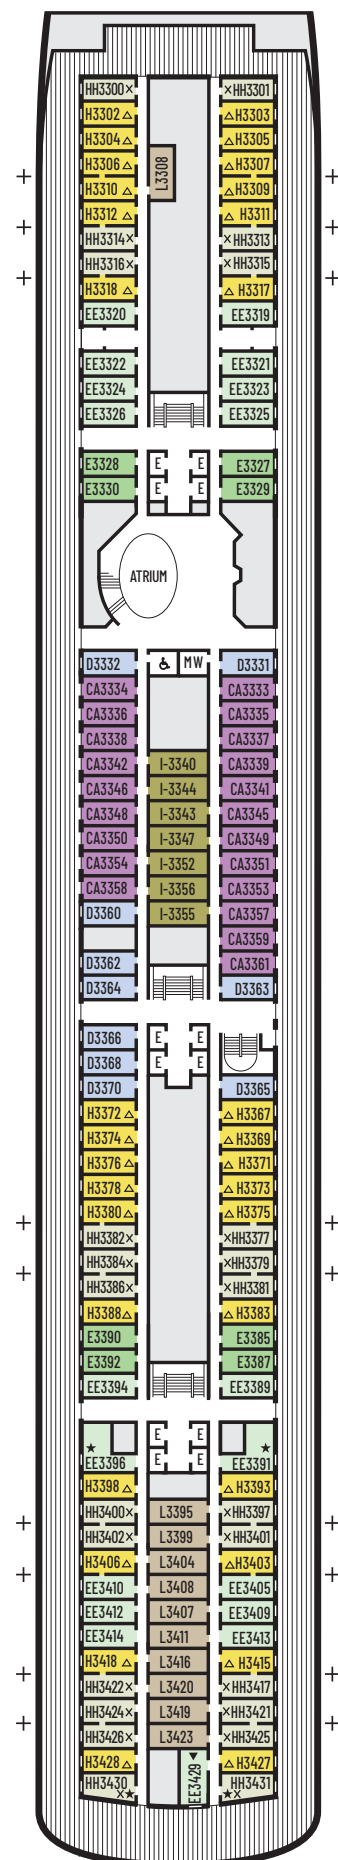 HH3300× ×HH3301
H3302△ △H3303
H3304△ △H3305
H3306△ L3308 △H3307
H3310△ △H3309
H3312△ △H3311
HH3314× ×HH3313
HH3316× ×HH3315
H3318△ △H3317
EE3320 EE3319
EE3322 EE3321
EE3324 EE3323
EE3326 EE3325
E3328 E E E3327
E3330 E E E3329
ATRIUM
D3332 ♿ MW D3331
CA3334 CA3333
CA3336 CA3335
CA3338 CA3337
CA3342 I-3340 CA3339
CA3346 I-3344 CA3341
CA3348 I-3343 CA3345
CA3350 I-3347 CA3349
CA3354 I-3352 CA3351
CA3358 I-3356 CA3353
D3360 I-3355 CA3357
CA3359
D3362 CA3361
D3364 D3363
D3366 E E
D3368 E E
D3370 D3365
H3372△ △H3367
H3374△ △H3369
H3376△ △H3371
H3378△ △H3373
H3380△ △H3375
HH3382× ×HH3377
HH3384× ×HH3379
HH3386× ×HH3381
H3388△ △H3383
E3390 E3385
E3392 E3387
EE3394 EE3389
E E
★ ★
EE3396 E E EE3391
H3398△ △H3393
HH3400× L3395 ×HH3397
HH3402× L3399 ×HH3401
H3406△ L3404 △H3403
EE3410 L3408 EE3405
EE3412 L3407 EE3409
EE3414 L3411 EE3413
H3418△ L3416 △H3415
HH3422× L3420 ×HH3417
HH3424× L3419 ×HH3421
HH3426× L3423 ×HH3425
H3428△ EE3429◀ △H3427
HH3430 HH3431
×★ ★×